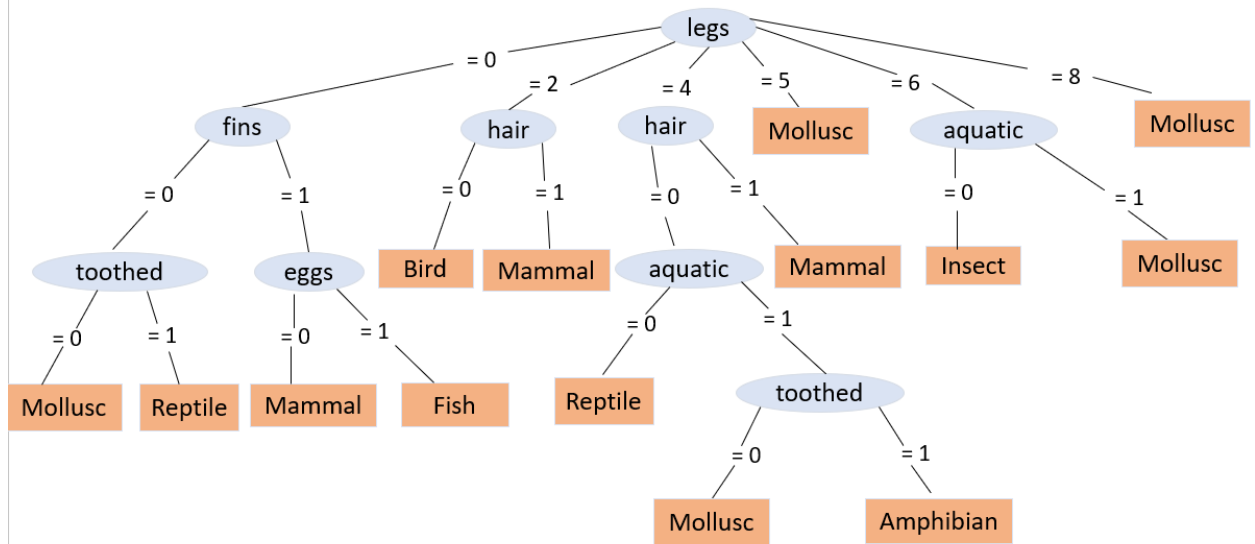 legs
= 0
= 2
= 4
= 5
= 6
= 8
fins
hair
hair
Mollusc
aquatic
Mollusc
= 0
= 1
= 0
= 1
= 0
= 1
= 0
= 1
toothed
eggs
Bird
Mammal
aquatic
Mammal
Insect
Mollusc
= 0
= 1
= 0
= 1
= 0
= 1
Mollusc
Reptile
Mammal
Fish
Reptile
toothed
= 0
= 1
Mollusc
Amphibian